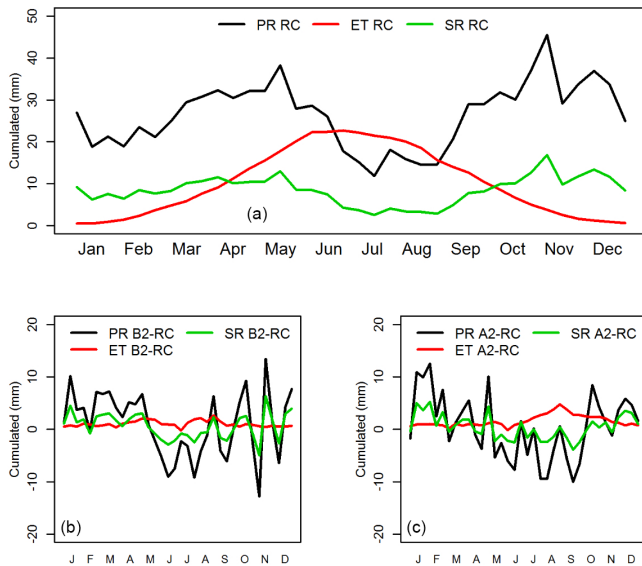 PR RC ET RC SR RC
Cumulated (mm)
50
40
30
20
10
0
(a)
Jan Feb Mar Apr May Jun Jul Aug Sep Oct Nov Dec
PR B2-RC SR B2-RC
ET B2-RC
Cumulated (mm)
20
10
0
-10
-20
(b)
J F M A M J J A S O N D
PR A2-RC SR A2-RC
ET A2-RC
Cumulated (mm)
20
10
0
-10
-20
(c)
J F M A M J J A S O N D